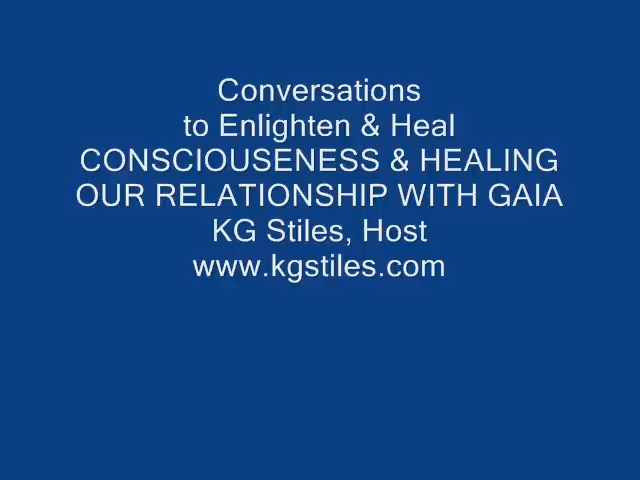 Conversations
to Enlighten & Heal
CONSCIOUSENESS & HEALING
OUR RELATIONSHIP WITH GAIA
KG Stiles, Host
www.kgstiles.com